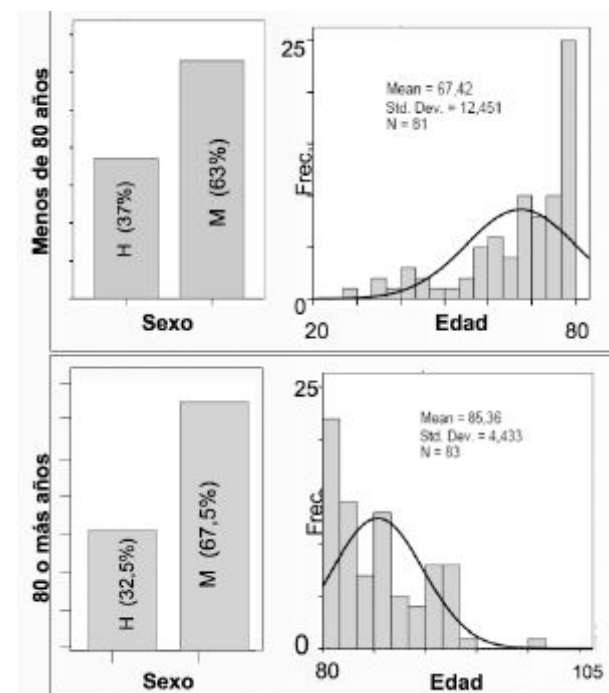 Menos de 80 años
H (37%)
M (63%)
Sexo
25
Mean = 67,42
Std. Dev. = 12,451
N = 81
Frec.
0
20
Edad
80
80 o más años
H (32,5%)
M (67,5%)
Sexo
25
Mean = 85,36
Std. Dev. = 4,433
N = 83
Frec.
0
80
Edad
105